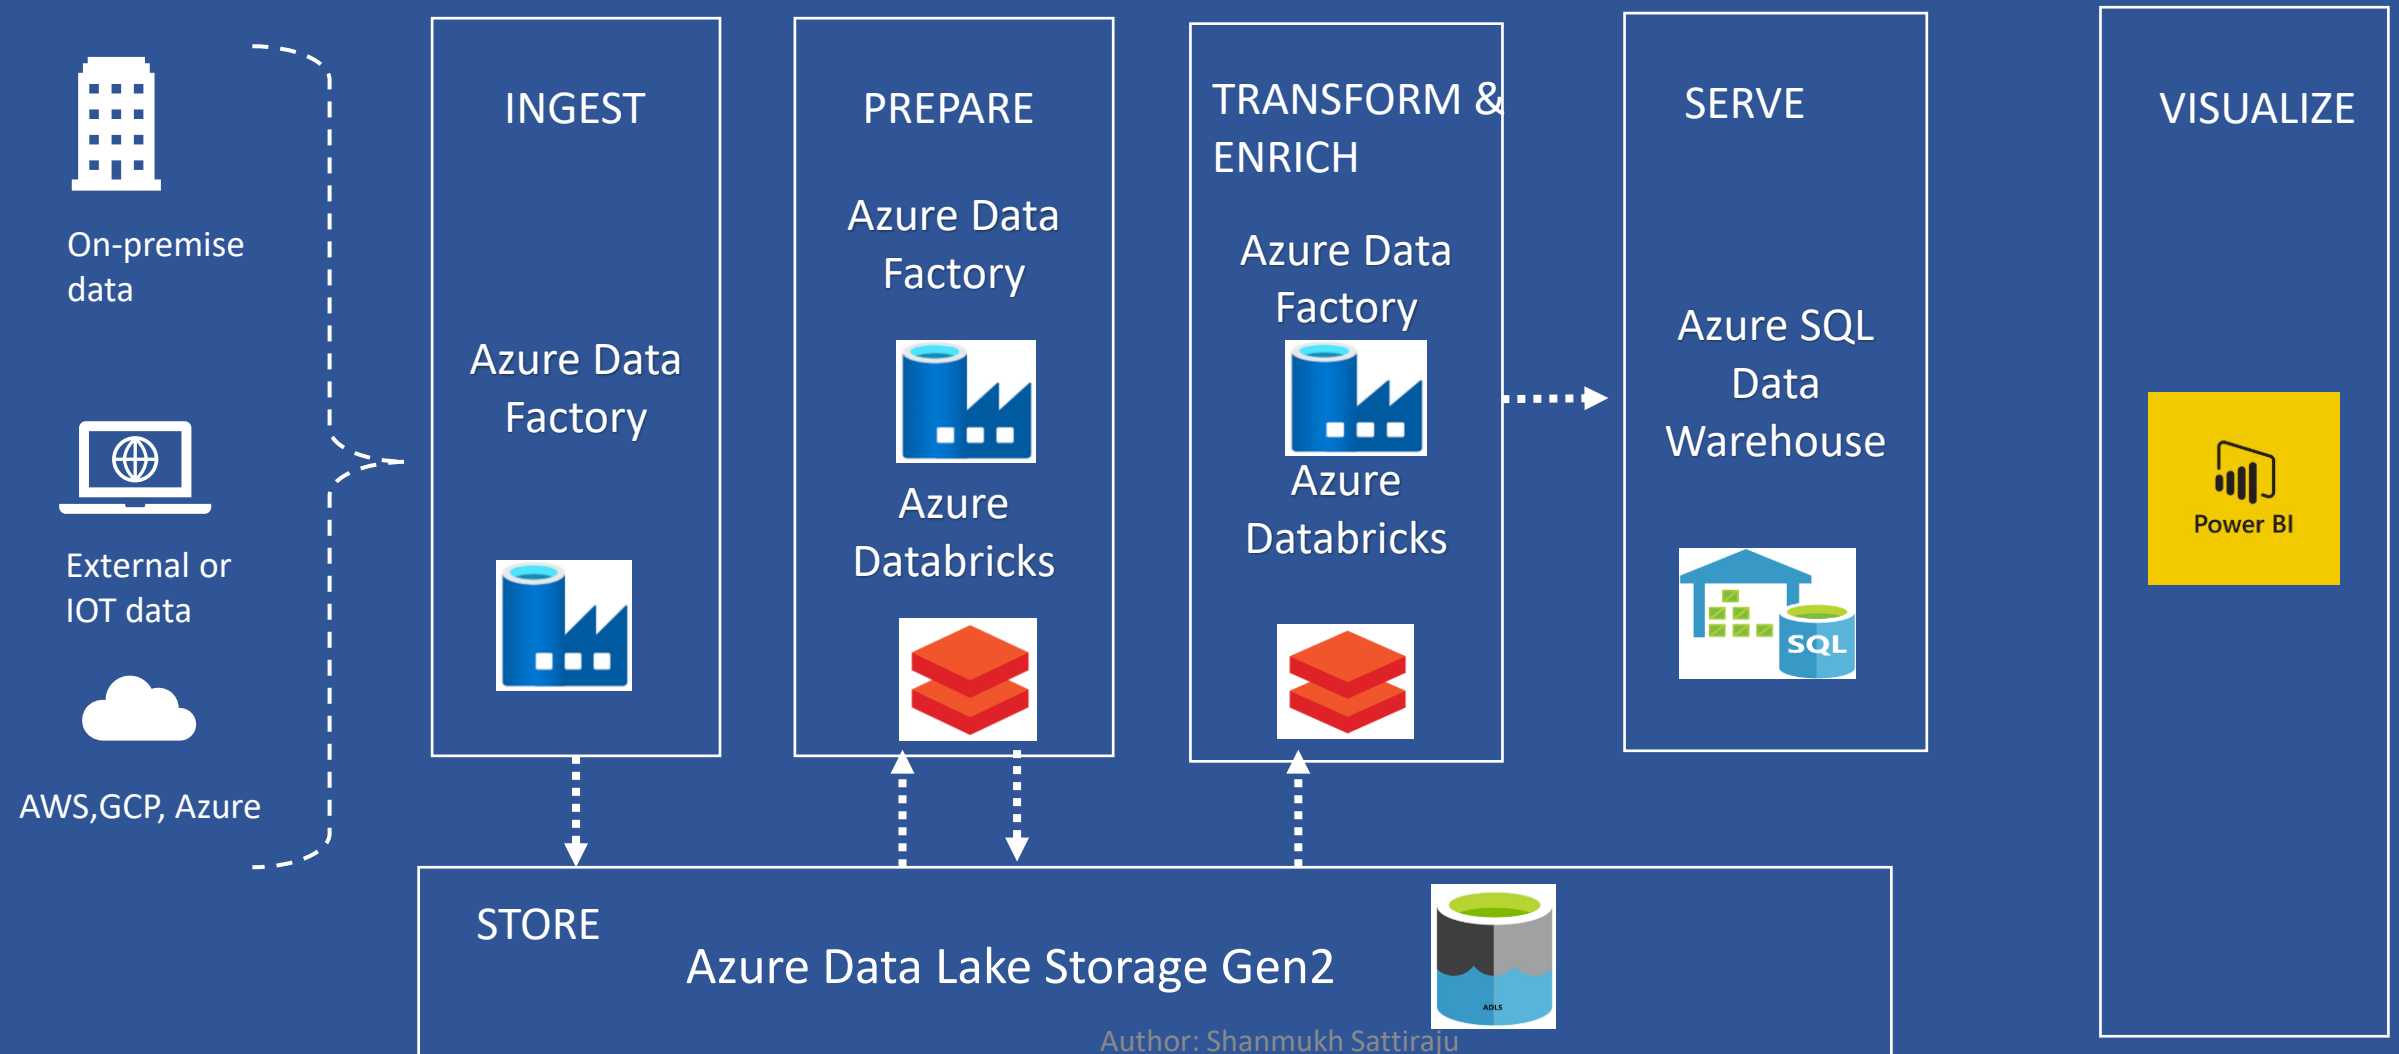 On-premise
data
External or
IOT data
AWS,GCP, Azure
INGEST
Azure Data
Factory
PREPARE
Azure Data
Factory
Azure
Databricks
TRANSFORM &
ENRICH
Azure Data
Factory
Azure
Databricks
SERVE
Azure SQL
Data
Warehouse
SQL
VISUALIZE
Power BI
STORE
Azure Data Lake Storage Gen2
ADLS
Author: Shanmukh Sattiraju